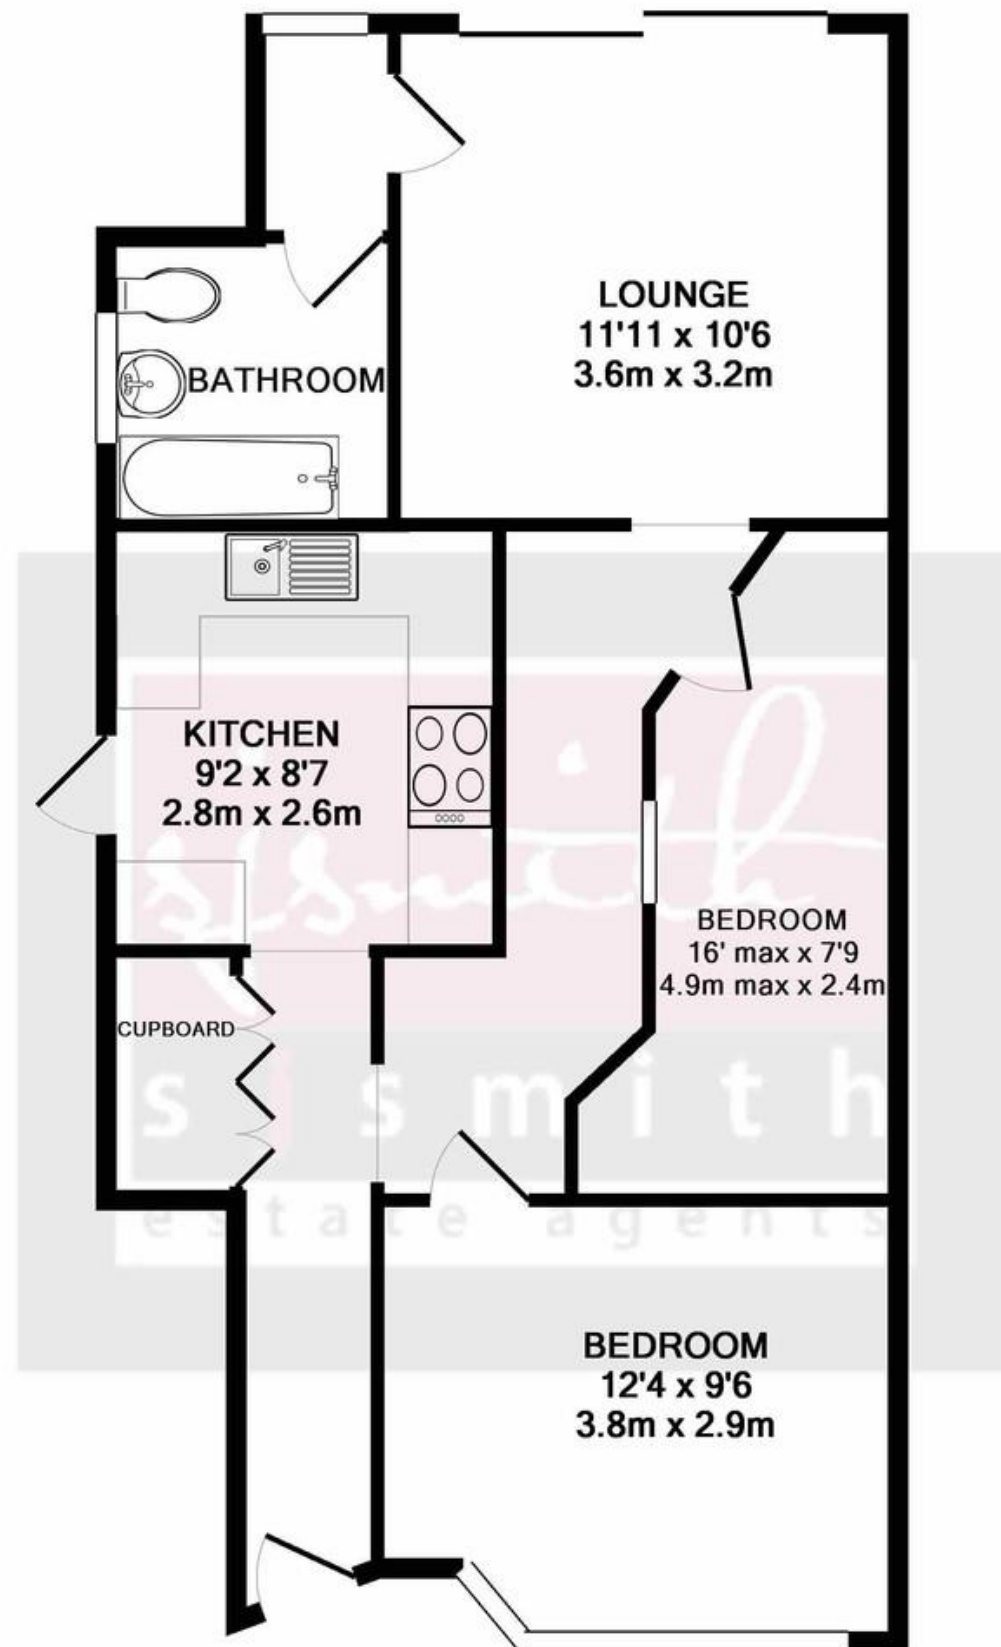 LOUNGE
11'11 x 10'6
3.6m x 3.2m
BATHROOM
KITCHEN
9'2 x 8'7
2.8m x 2.6m
sjsmith
BEDROOM
16' max x 7'9
4.9m max x 2.4m
CUPBOARD
sjsmith
estate agents
BEDROOM
12'4 x 9'6
3.8m x 2.9m